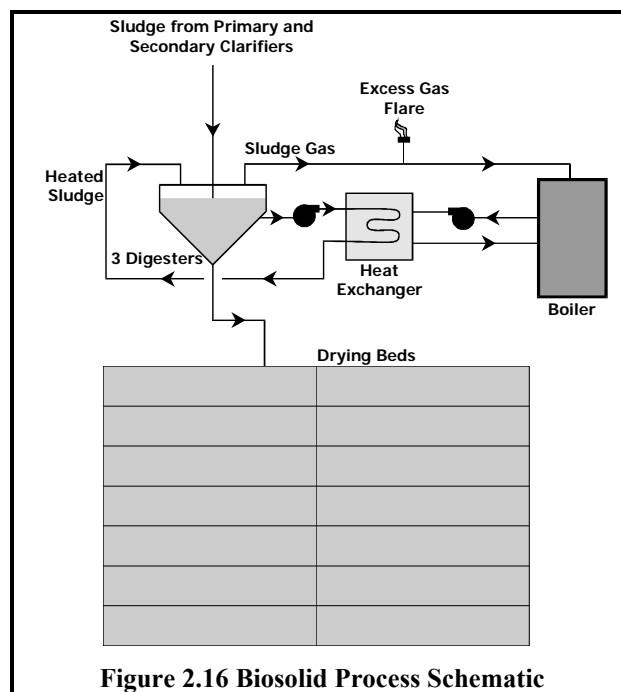 Sludge from Primary and
Secondary Clarifiers
Excess Gas
Flare
Sludge Gas
Heated
Sludge
3 Digesters
Heat
Exchanger
Boiler
Drying Beds
Figure 2.16 Biosolid Process Schematic